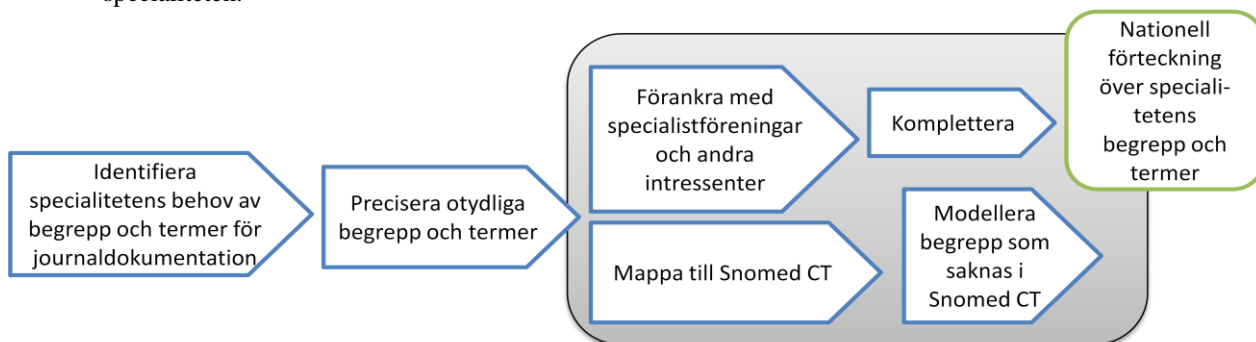 specialiteten.
Identifiera
specialitetens behov av
begrepp och termer för
journaldokumentation
Precisera otydliga
begrepp och termer
Förankra med
specialistföreningar
och andra
intressenter
Komplettera
Mappa till Snomed CT
Modellera
begrepp som
saknas i
Snomed CT
Nationell
förteckning
över speciali-
tetens
begrepp och
termer